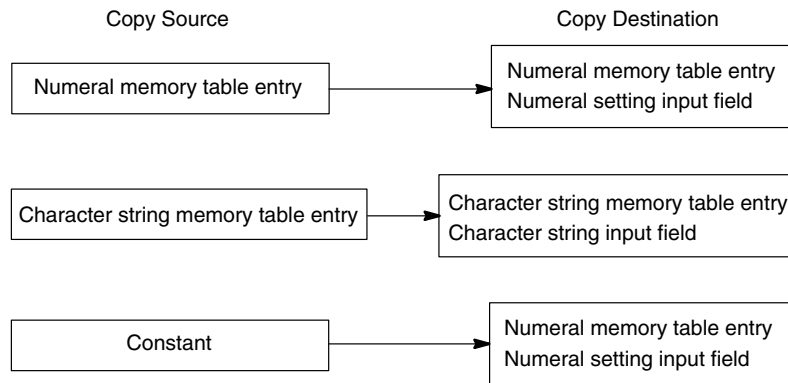 Copy Source
Copy Destination
Numeral memory table entry
Numeral memory table entry
Numeral setting input field
Character string memory table entry
Character string memory table entry
Character string input field
Constant
Numeral memory table entry
Numeral setting input field